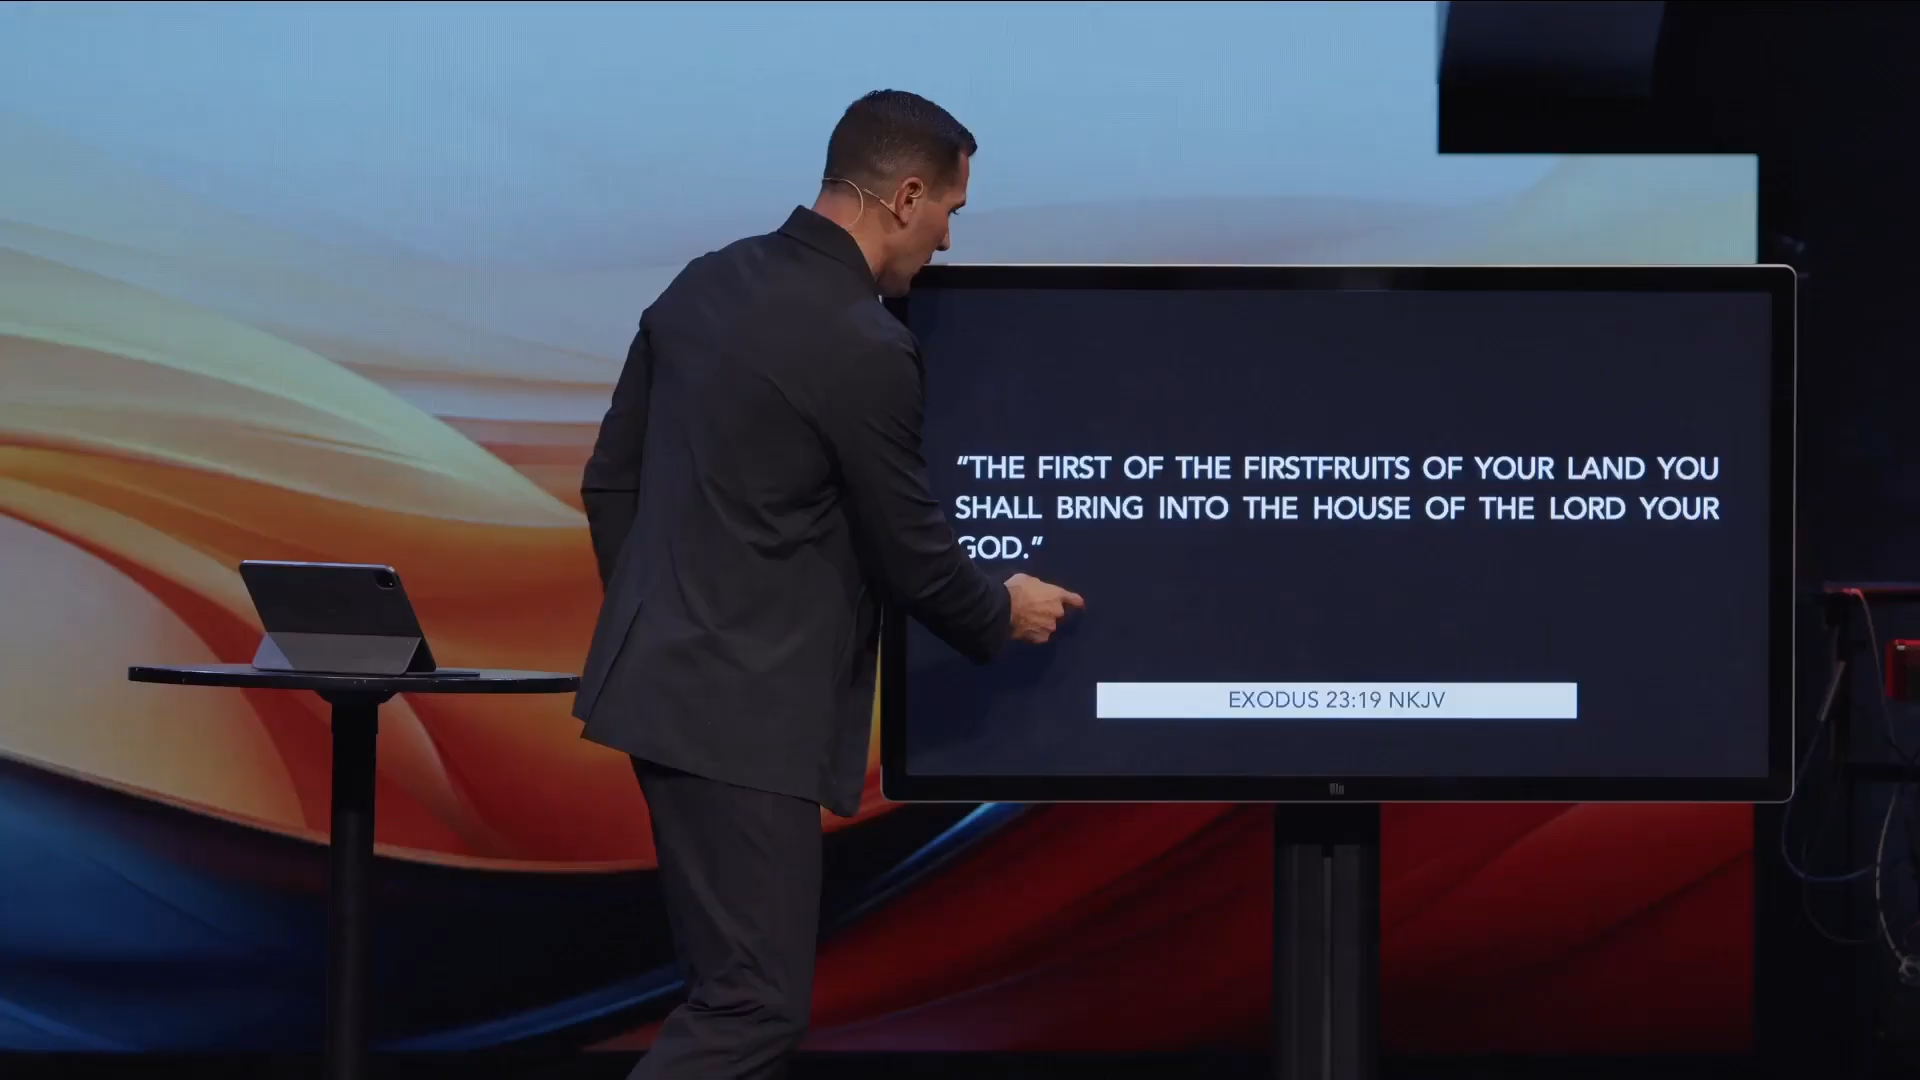 “THE FIRST OF THE FIRSTFRUITS OF YOUR LAND YOU
SHALL BRING INTO THE HOUSE OF THE LORD YOUR
GOD.”
EXODUS 23:19 NKJV
elo